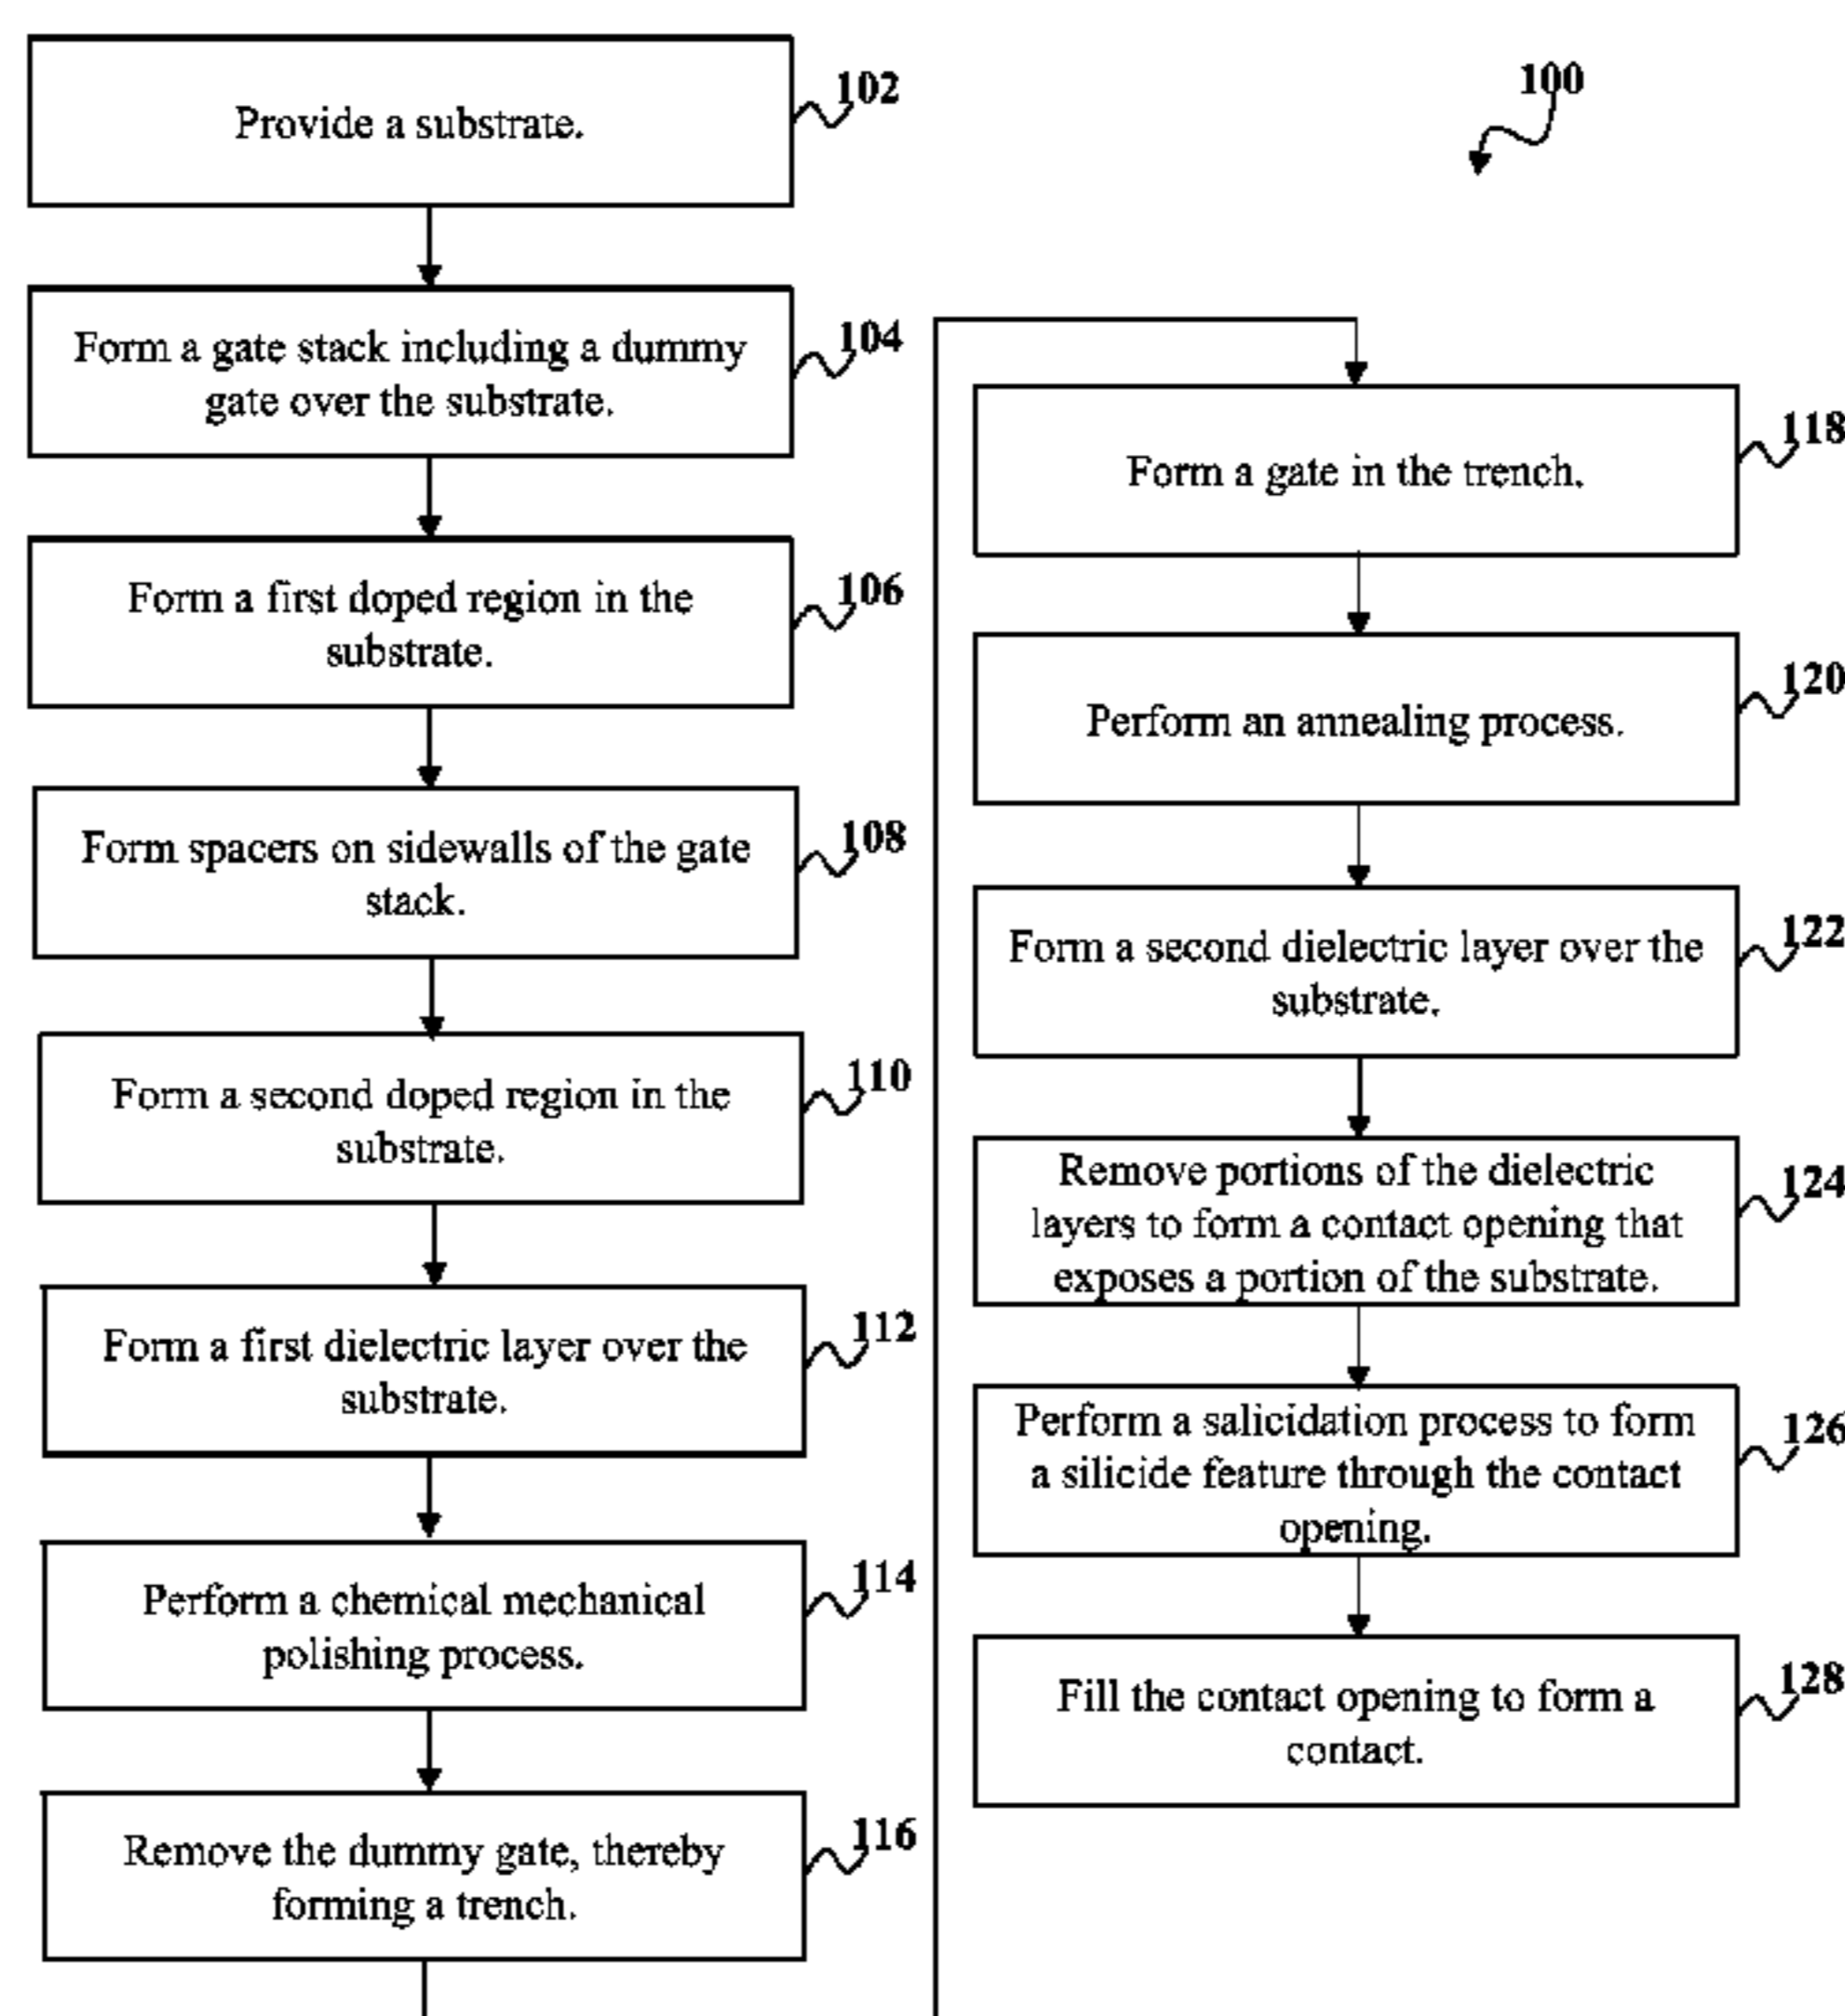 Provide a substrate.
102
Form a gate stack including a dummy
gate over the substrate.
104
Form a first doped region in the
substrate.
106
Form spacers on sidewalls of the gate
stack.
108
Form a second doped region in the
substrate.
110
Form a first dielectric layer over the
substrate.
112
Perform a chemical mechanical
polishing process.
114
Remove the dummy gate, thereby
forming a trench.
116
100
Form a gate in the trench.
118
Perform an annealing process.
120
Form a second dielectric layer over the
substrate.
122
Remove portions of the dielectric
layers to form a contact opening that
exposes a portion of the substrate.
124
Perform a salicidation process to form
a silicide feature through the contact
opening.
126
Fill the contact opening to form a
contact.
128